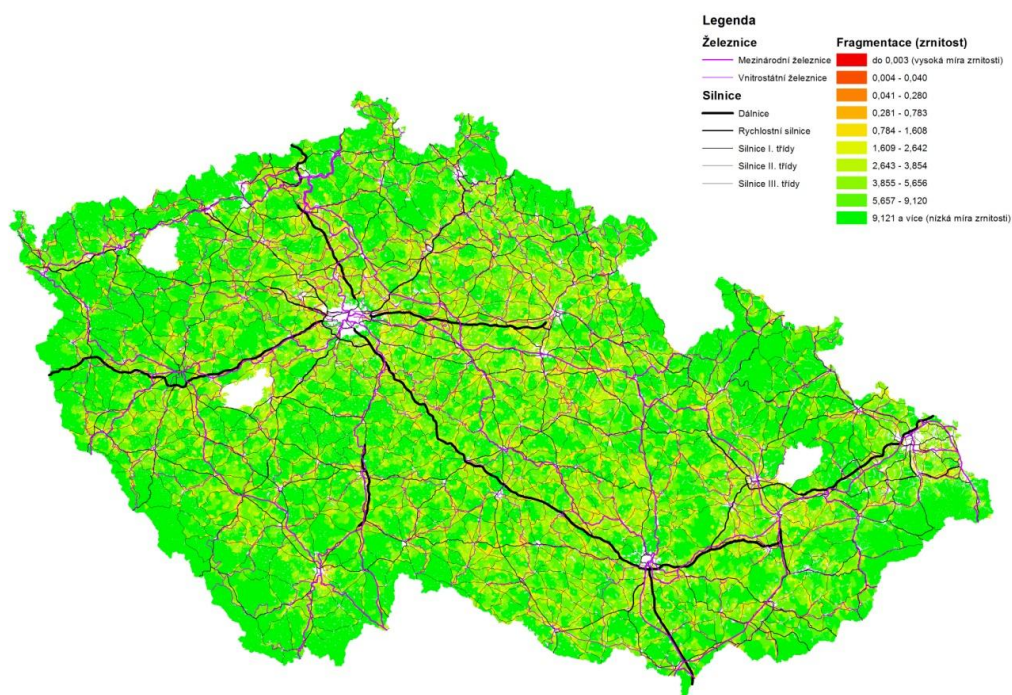 Legenda
Železnice
Mezinárodní železnice
Vnitrostátní železnice
Silnice
Dálnice
Rychlostní silnice
Silnice I. třídy
Silnice II. třídy
Silnice III. třídy
Fragmentace (zrnitost)
do 0,003 (vysoká míra zrnitosti)
0,004 - 0,040
0,041 - 0,280
0,281 - 0,783
0,784 - 1,608
1,609 - 2,642
2,643 - 3,854
3,855 - 5,656
5,657 - 9,120
9,121 a více (nízká míra zrnitosti)